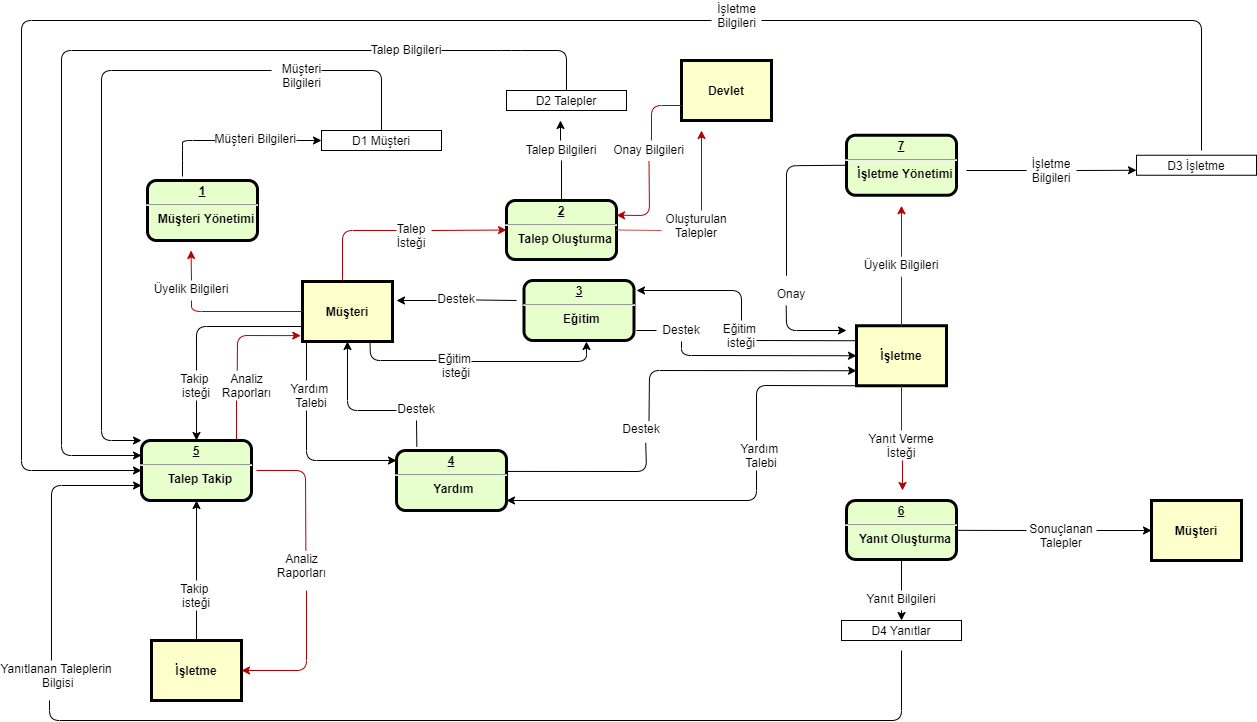 İşletme
Bilgileri
Talep Bilgileri
Müşteri
Bilgileri
D2 Talepler
Devlet
Müşteri Bilgileri
D1 Müşteri
Talep Bilgileri
Onay Bilgileri
7
İşletme Yönetimi
İşletme
Bilgileri
D3 İşletme
1
Müşteri Yönetimi
2
Talep Oluşturma
Oluşturulan
Talepler
Talep
İsteği
Üyelik Bilgileri
Üyelik Bilgileri
Müşteri
Destek
3
Eğitim
Destek
Eğitim
isteği
Onay
İşletme
Eğitim
isteği
Takip
isteği
Analiz
Raporları
Yardım
Talebi
Destek
Destek
Yardım
Talebi
Yanıt Verme
İsteği
5
Talep Takip
4
Yardım
6
Yanıt Oluşturma
Sonuçlanan
Talepler
Müşteri
Analiz
Raporları
Takip
isteği
Yanıt Bilgileri
D4 Yanıtlar
İşletme
Yanıtlanan Taleplerin
Bilgisi